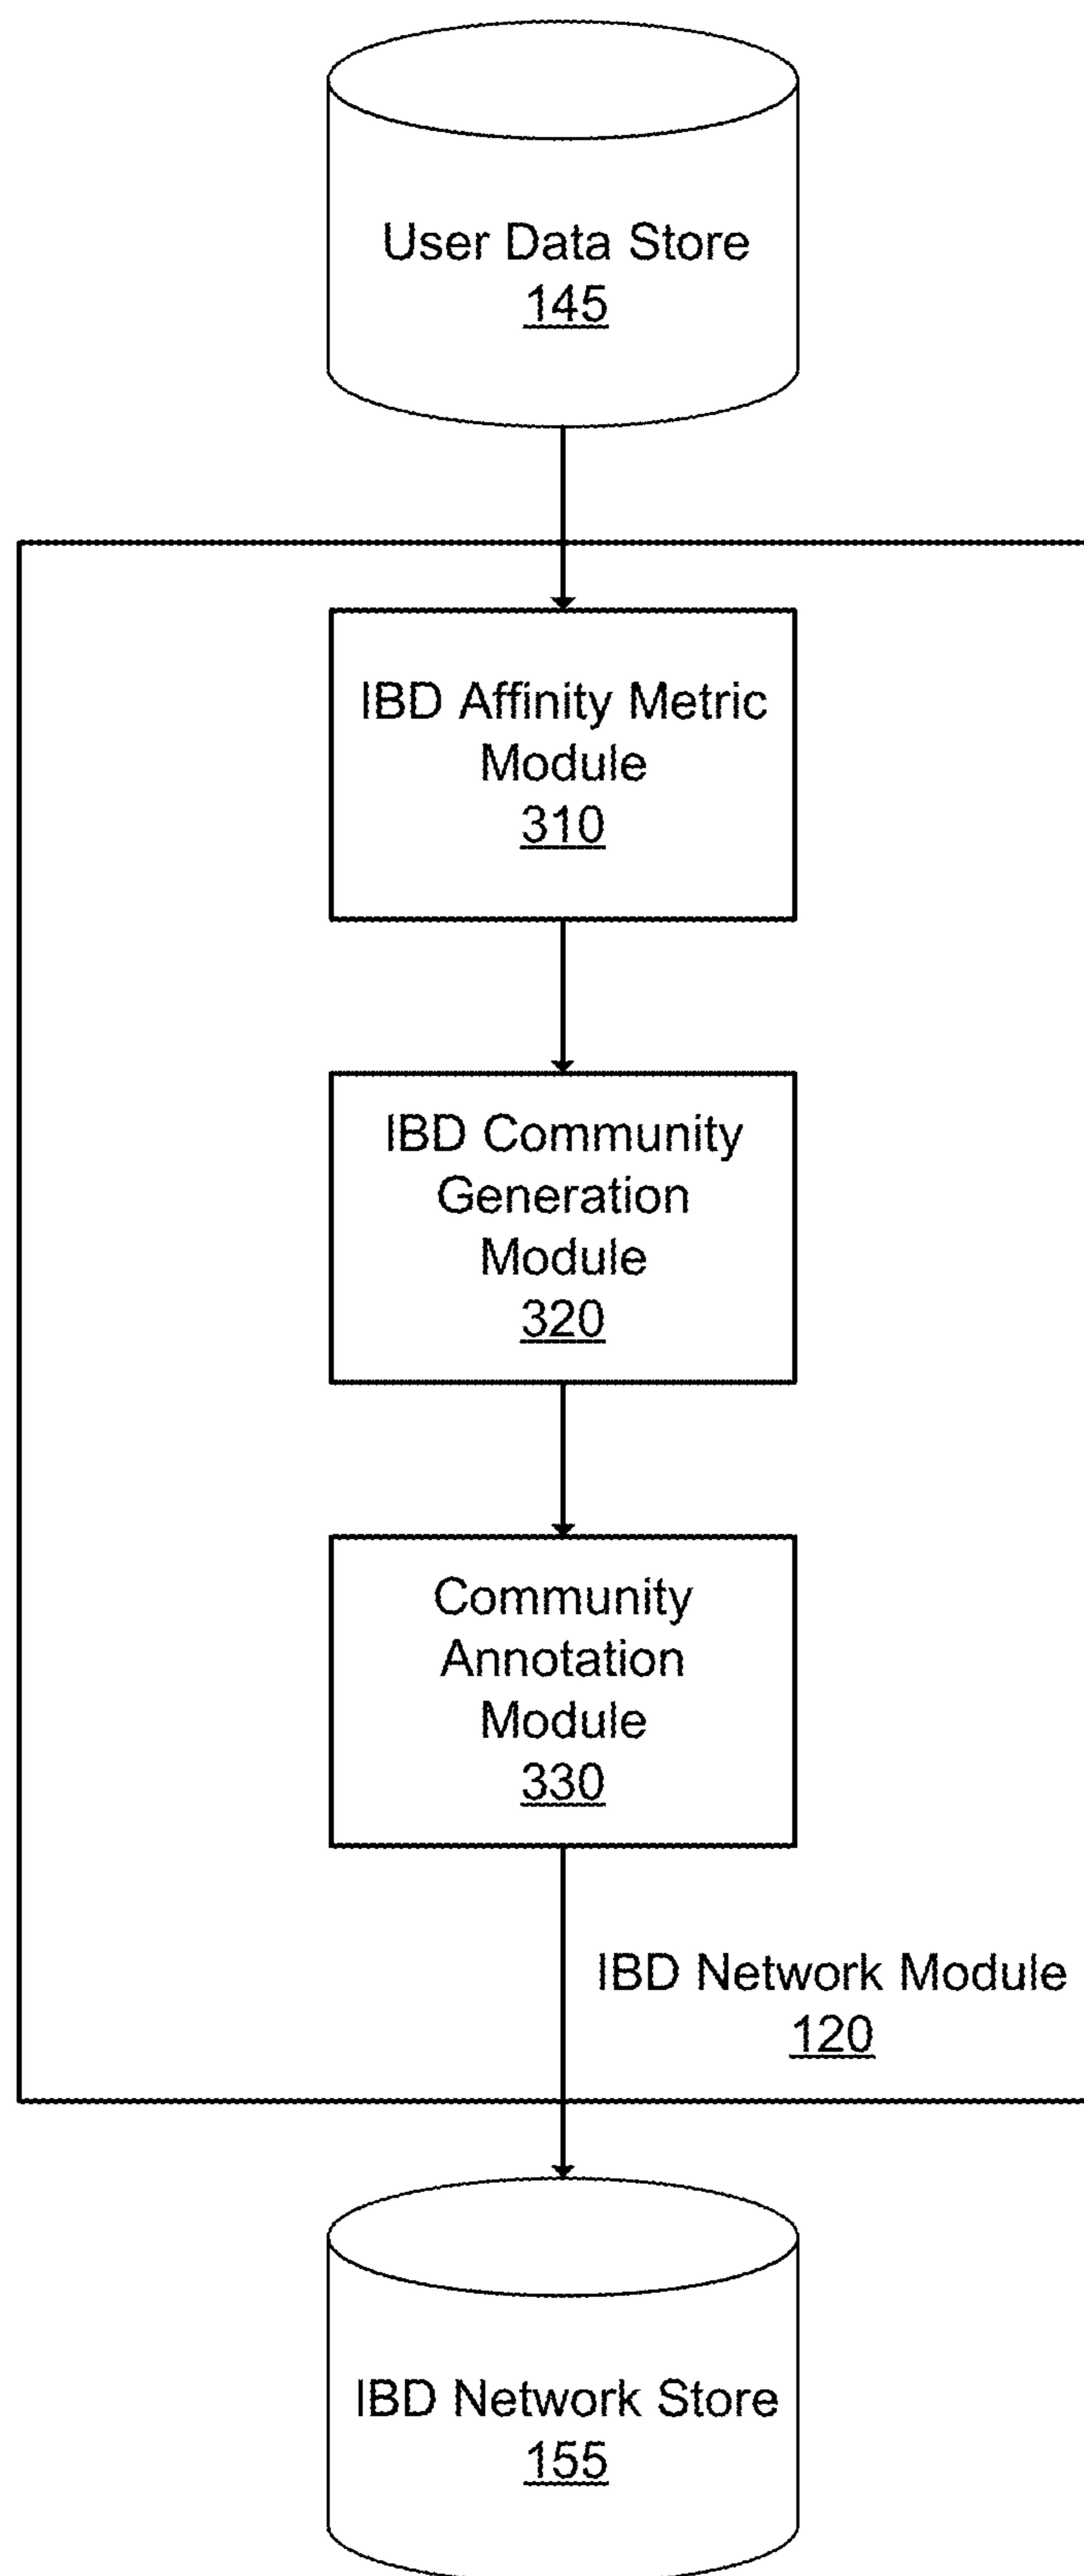 User Data Store
145
IBD Affinity Metric
Module
310
IBD Community
Generation
Module
320
Community
Annotation
Module
330
IBD Network Module
120
IBD Network Store
155